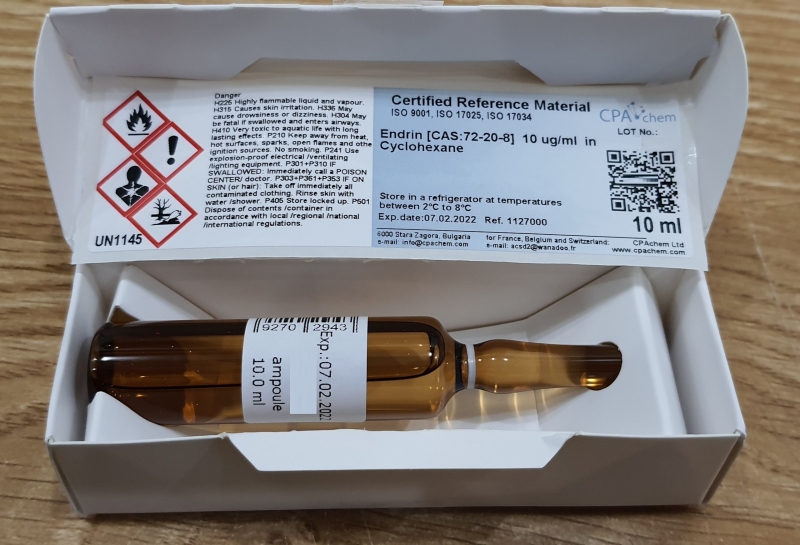 Danger
H225 Highly flammable liquid and vapour.
H315 Causes skin irritation. H336 May
cause drowsiness or dizziness. H304 May
be fatal if swallowed and enters airways.
H410 Very toxic to aquatic life with long
lasting effects. P210 Keep away from heat,
hot surfaces, sparks, open flames and othe
ignition sources. No smoking. P241 Use
explosion-proof electrical /ventilating
/lighting equipment. P301+P310 IF
SWALLOWED: Immediately call a POISON
CENTER/ doctor. P303+P361+P353 IF ON
SKIN (or hair): Take off immediately all
contaminated clothing. Rinse skin with
water /shower. P405 Store locked up. P501
Dispose of contents /container in
accordance with local /regional /national
/international regulations.
UN1145
Certified Reference Material
ISO 9001, ISO 17025, ISO 17034
CPAchem
LOT No.:
Endrin [CAS:72-20-8] 10 ug/ml in
Cyclohexane
Store in a refrigerator at temperatures
between 2°C to 8°C
Exp.date:07.02.2022 Ref. 1127000
10 ml
6000 Stara Zagora, Bulgaria
e-mail: info@cpachem.com
for France, Belgium and Switzerland:
e-mail: acsd2@wanadoo.fr
CPAchem Ltd
www.cpachem.com
9270 2943
Exp.:07.02.202
ampoule
10.0 ml